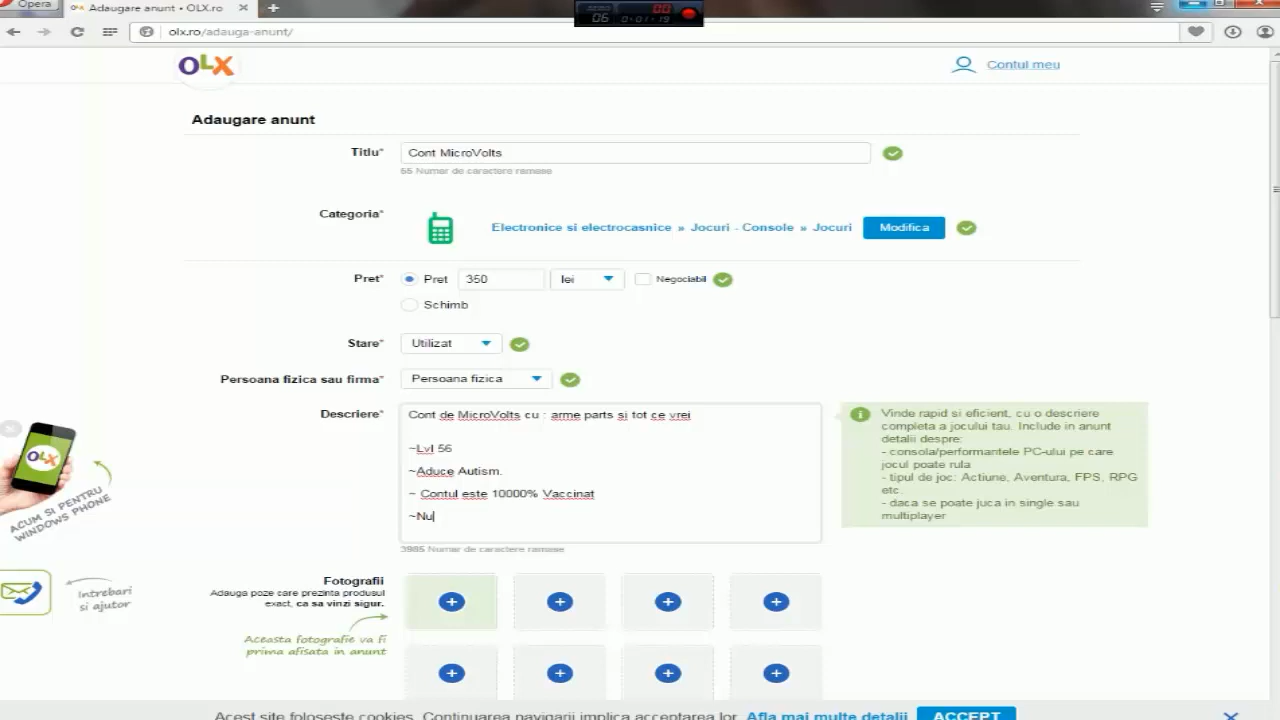 Opera
Adaugare anunt • OLX.ro
olx.ro/adauga-anunt/
06
00
0-01-19
OLX
Contul meu
Adaugare anunt
Titlu*
Cont MicroVolts
55 Numar de caractere ramase
Categoria*
Electronice si electrocasnice » Jocuri - Console » Jocuri
Modifica
Pret*
Pret
350
lei
Negociabil
Schimb
Stare*
Utilizat
Persoana fizica sau firma*
Persoana fizica
Descriere*
Cont de MicroVolts cu : arme parts si tot ce vrei
~Lvl 56
~Aduce Autism.
~ Contul este 10000% Vaccinat
~Nu
3985 Numar de caractere ramase
Vinde rapid si eficient, cu o descriere
completa a jocului tau. Include in anunt
detalii despre:
- consola/performantele PC-ului pe care
jocul poate rula
- tipul de joc: Actiune, Aventura, FPS, RPG
etc.
- daca se poate juca in single sau
multiplayer
OLX
ACUM SI PENTRU
WINDOWS PHONE
Intrebari
si ajutor
Fotografii
Adauga poze care prezinta produsul
exact, ca sa vinzi sigur.
Aceasta fotografie va fi
prima afisata in anunt
Acest site foloseste cookies. Continuarea navigarii implica acceptarea lor. Afla mai multe detalii
ACCEPT